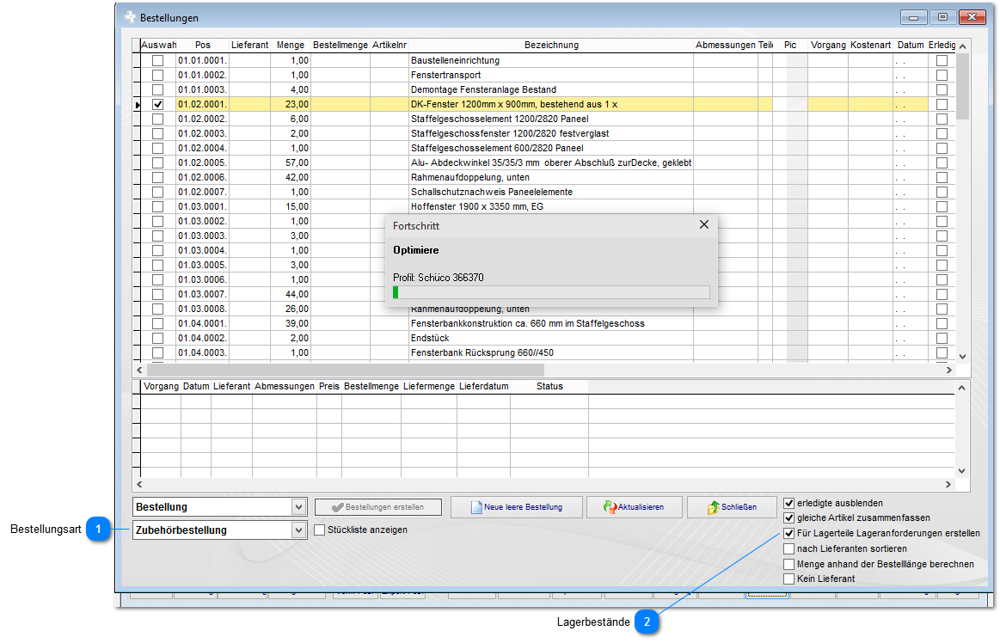 Bestellungen
Auswah Pos Lieferant Menge Bestellmenge Artikelnr Bezeichnung Abmessungen Teile Pic Vorgang Kostenart Datum Erledig
01.01.0001. 1,00 Baustelleneinrichtung . .
01.01.0002. 1,00 Fenstertransport . .
01.01.0003. 4,00 Demontage Fensteranlage Bestand . .
01.02.0001. 23,00 DK-Fenster 1200mm x 900mm, bestehend aus 1 x . .
01.02.0002. 6,00 Staffelgeschosselement 1200/2820 Paneel . .
01.02.0003. 2,00 Staffelgeschossfenster 1200/2820 festverglast . .
01.02.0004. 1,00 Staffelgeschosselement 600/2820 Paneel . .
01.02.0005. 57,00 Alu- Abdeckwinkel 35/35/3 mm oberer Abschluß zurDecke, geklebt . .
01.02.0006. 42,00 Rahmenaufdoppelung, unten . .
01.02.0007. 1,00 Schallschutznachweis Paneelelemente . .
01.03.0001. 15,00 Hoffenster 1900 x 3350 mm, EG . .
01.03.0002. 1,00 . .
01.03.0003. 3,00 . .
01.03.0004. 1,00 . .
01.03.0005. 3,00 . .
01.03.0006. 1,00 . .
01.03.0007. 44,00 . .
01.03.0008. 26,00 Rahmenaufdoppelung, unten . .
01.04.0001. 39,00 Fensterbankkonstruktion ca. 660 mm im Staffelgeschoss . .
01.04.0002. 2,00 Endstück . .
01.04.0003. 1,00 Fensterbank Rücksprung 660//450 . .
Fortschritt
Optimiere
Profil: Schüco 366370
Vorgang Datum Lieferant Abmessungen Preis Bestellmenge Liefermenge Lieferdatum Status
Bestellung
Bestellungen erstellen
Neue leere Bestellung
Aktualisieren
Schließen
Bestellungsart 1
Zubehörbestellung
Stückliste anzeigen
erledigte ausblenden
gleiche Artikel zusammenfassen
Für Lagerteile Lageranforderungen erstellen
nach Lieferanten sortieren
Menge anhand der Bestelllänge berechnen
Kein Lieferant
Lagerbestände 2